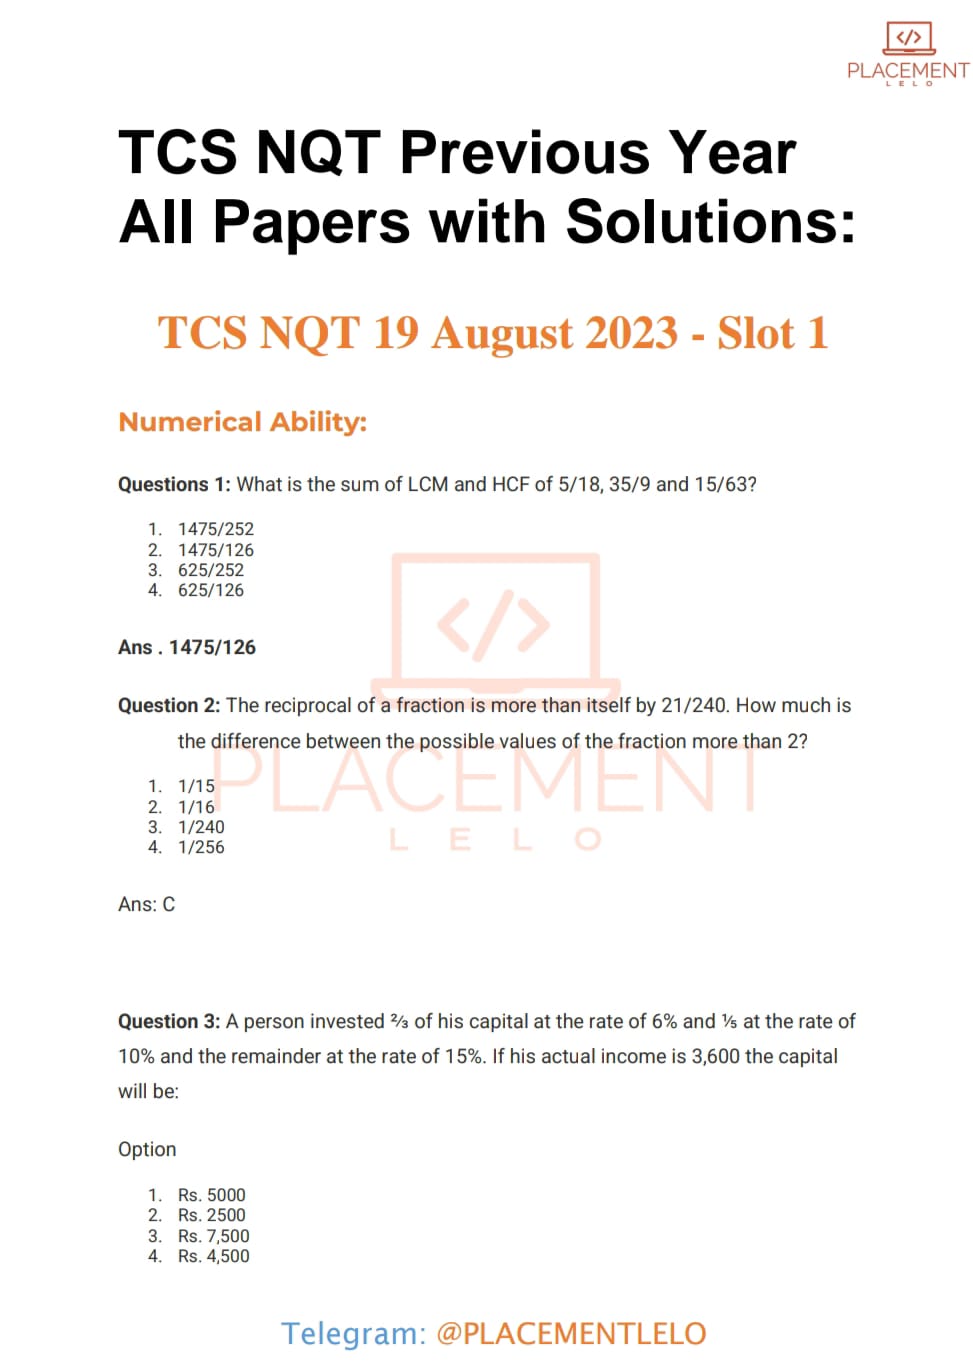 </>
PLACEMENT
LELO
TCS NQT Previous Year
All Papers with Solutions:
TCS NQT 19 August 2023 - Slot 1
Numerical Ability:
Questions 1: What is the sum of LCM and HCF of 5/18, 35/9 and 15/63?
1. 1475/252
2. 1475/126
3. 625/252
4. 625/126
</>
Ans . 1475/126
Question 2: The reciprocal of a fraction is more than itself by 21/240. How much is
the difference between the possible values of the fraction more than 2?
1. 1/15
2. 1/16
3. 1/240
4. 1/256
PLACEMENT
LELO
Ans: C
Question 3: A person invested ⅔ of his capital at the rate of 6% and ⅕ at the rate of
10% and the remainder at the rate of 15%. If his actual income is 3,600 the capital
will be:
Option
1. Rs. 5000
2. Rs. 2500
3. Rs. 7,500
4. Rs. 4,500
Telegram: @PLACEMENTLELO